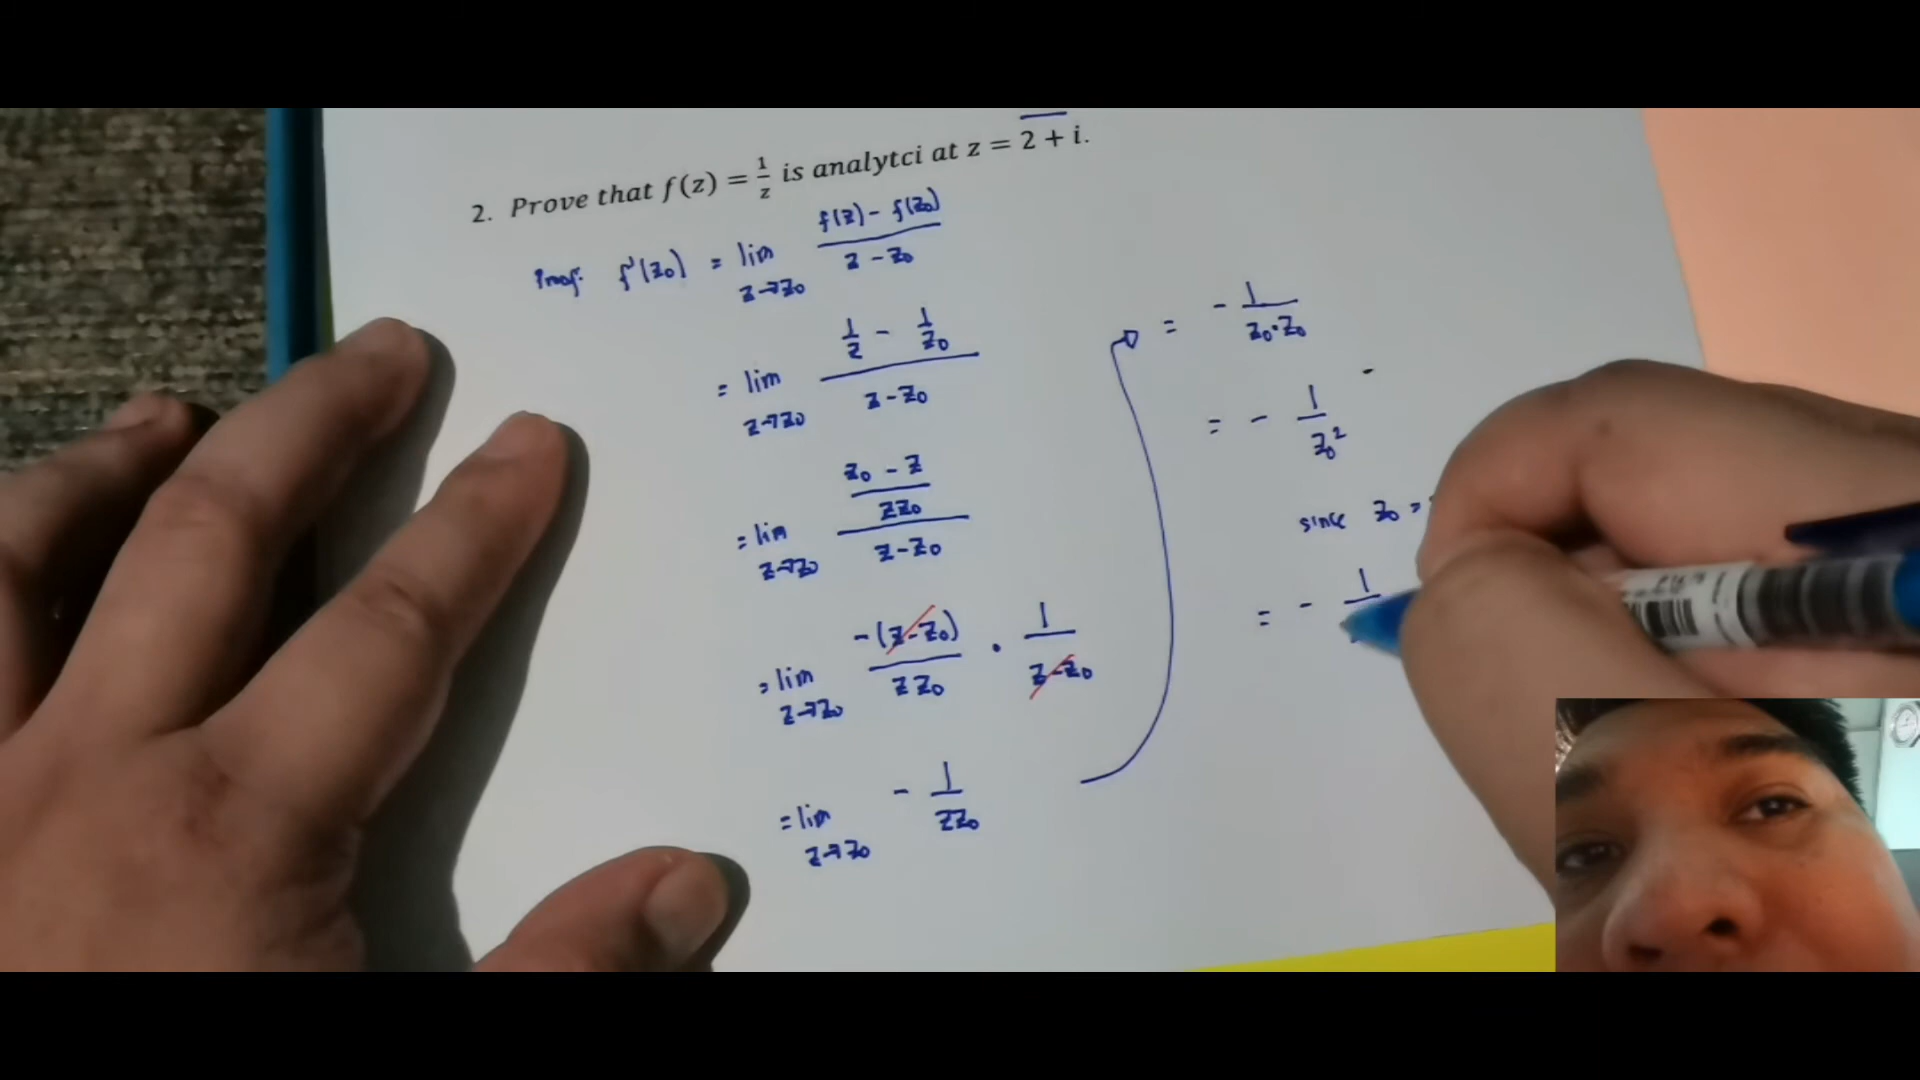 2. Prove that f(z) = 1/z is analytci at z = 2 + i.
Proof: f'(z₀) = lim z→z₀ (f(z) - f(z₀))/(z - z₀)
= lim z→z₀ (1/z - 1/z₀)/(z - z₀)
= lim z→z₀ ((z₀ - z)/(zz₀))/(z - z₀)
= lim z→z₀ -(z-z₀)/(zz₀) · 1/(z-z₀)
= lim z→z₀ - 1/(zz₀)
= - 1/(z₀·z₀)
= - 1/z₀²
since z₀ =
= - 1/